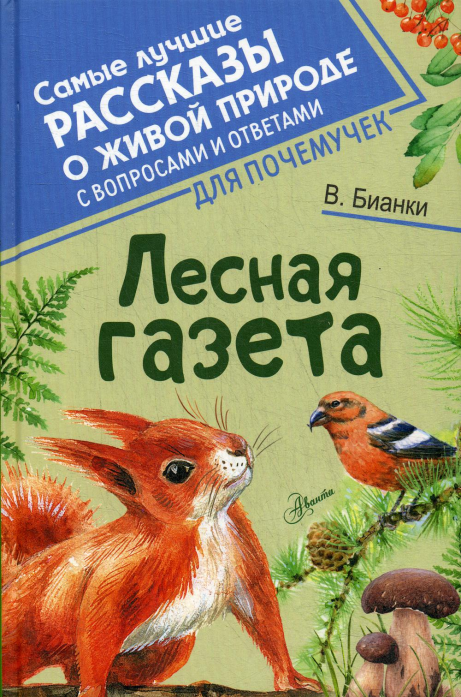 Самые лучшие
РАССКАЗЫ
О ЖИВОЙ ПРИРОДЕ
С ВОПРОСАМИ И ОТВЕТАМИ
ДЛЯ ПОЧЕМУЧЕК
В. Бианки
Лесная
газета
Аванта